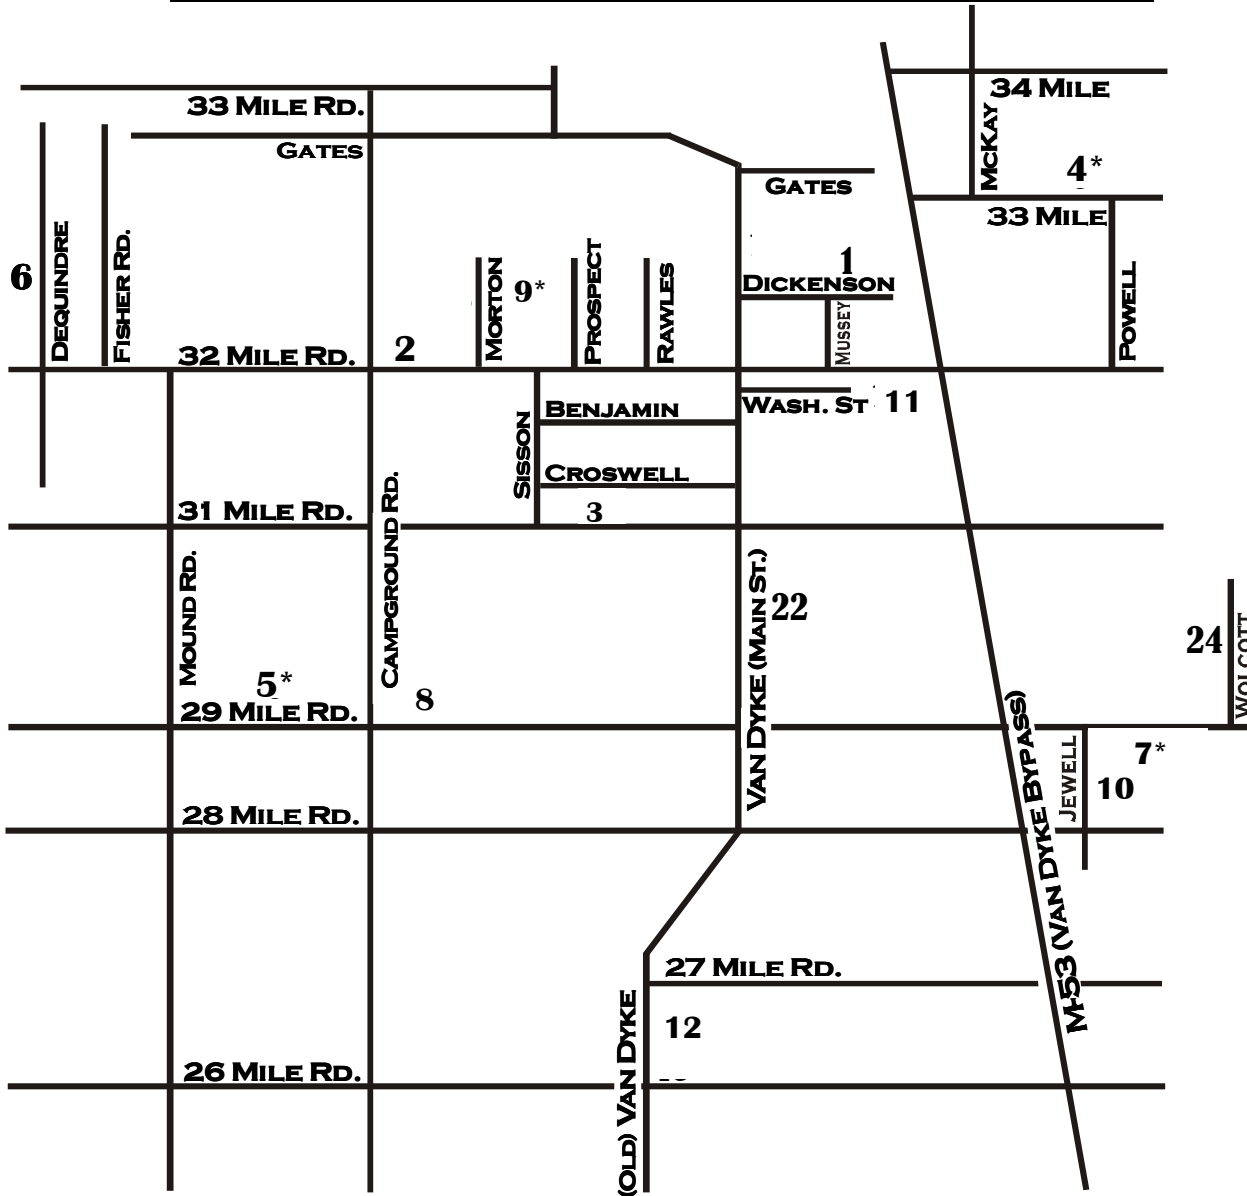 34 MILE
33 MILE RD.
MCKAY
GATES
4*
GATES
33 MILE
6
DEQUINDRE
FISHER RD.
MORTON
9*
PROSPECT
RAWLES
1
DICKENSON
MUSSEY
POWELL
32 MILE RD.
2
WASH. ST
11
SISSON
BENJAMIN
CROSWELL
3
31 MILE RD.
CAMPGROUND RD.
MOUND RD.
VAN DYKE (MAIN ST.)
22
24
WOLCOTT
5*
8
29 MILE RD.
M-53 (VAN DYKE BYPASS)
JEWELL
7*
10
28 MILE RD.
27 MILE RD.
(OLD) VAN DYKE
12
26 MILE RD.